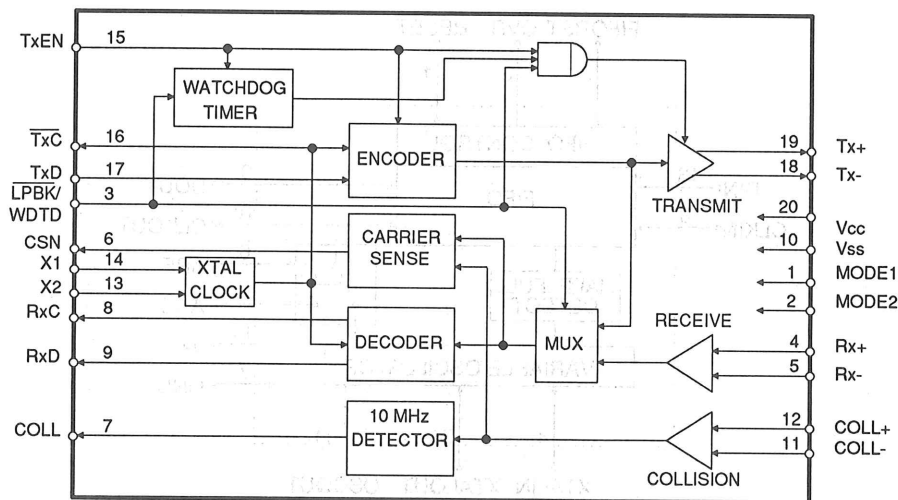 TxEN 15
WATCHDOG
TIMER
TxC 16
TxD 17
LPBK/
WDTD 3
CSN 6
X1 14
X2 13
RxC 8
RxD 9
COLL 7
ENCODER
CARRIER
SENSE
XTAL
CLOCK
DECODER
MUX
10 MHz
DETECTOR
TRANSMIT
RECEIVE
COLLISION
19 Tx+
18 Tx-
20 Vcc
10 Vss
1 MODE1
2 MODE2
4 Rx+
5 Rx-
12 COLL+
11 COLL-